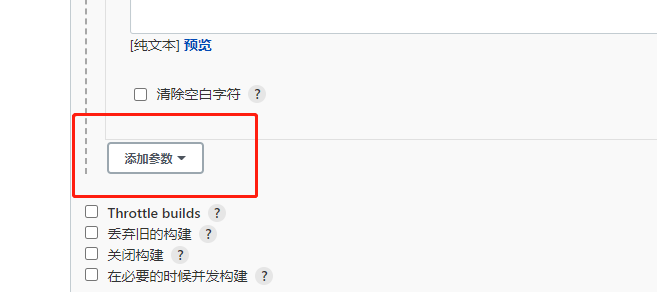 [纯文本] 预览
清除空白字符 ?
添加参数
Throttle builds ?
丢弃旧的构建 ?
关闭构建 ?
在必要的时候并发构建 ?